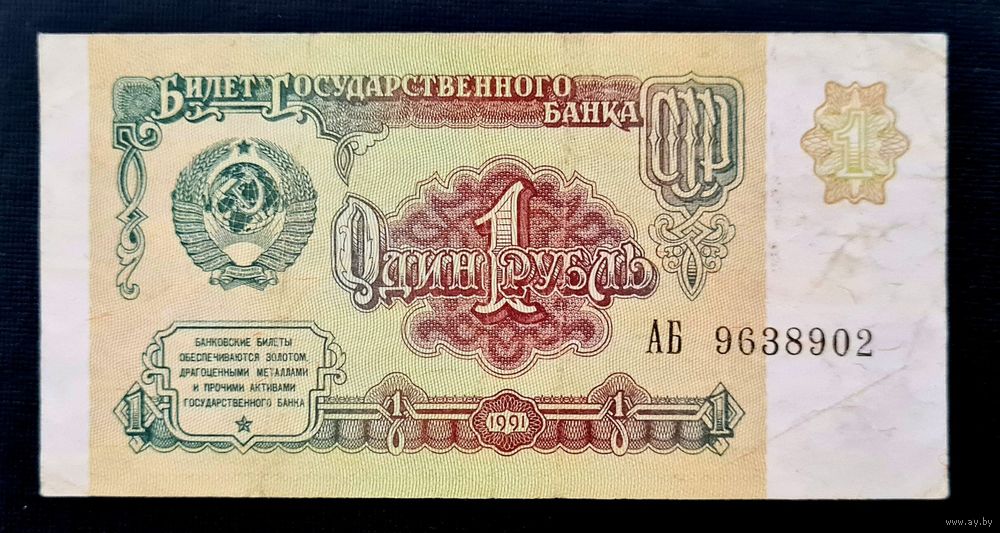 Билет Государственного
Банка
СССР
1
Один 1 Рубль
АБ 9638902
БАНКОВСКИЕ БИЛЕТЫ
ОБЕСПЕЧИВАЮТСЯ ЗОЛОТОМ,
ДРАГОЦЕННЫМИ МЕТАЛЛАМИ
И ПРОЧИМИ АКТИВАМИ
ГОСУДАРСТВЕННОГО БАНКА
1 1 1991 1 1
www.ay.by